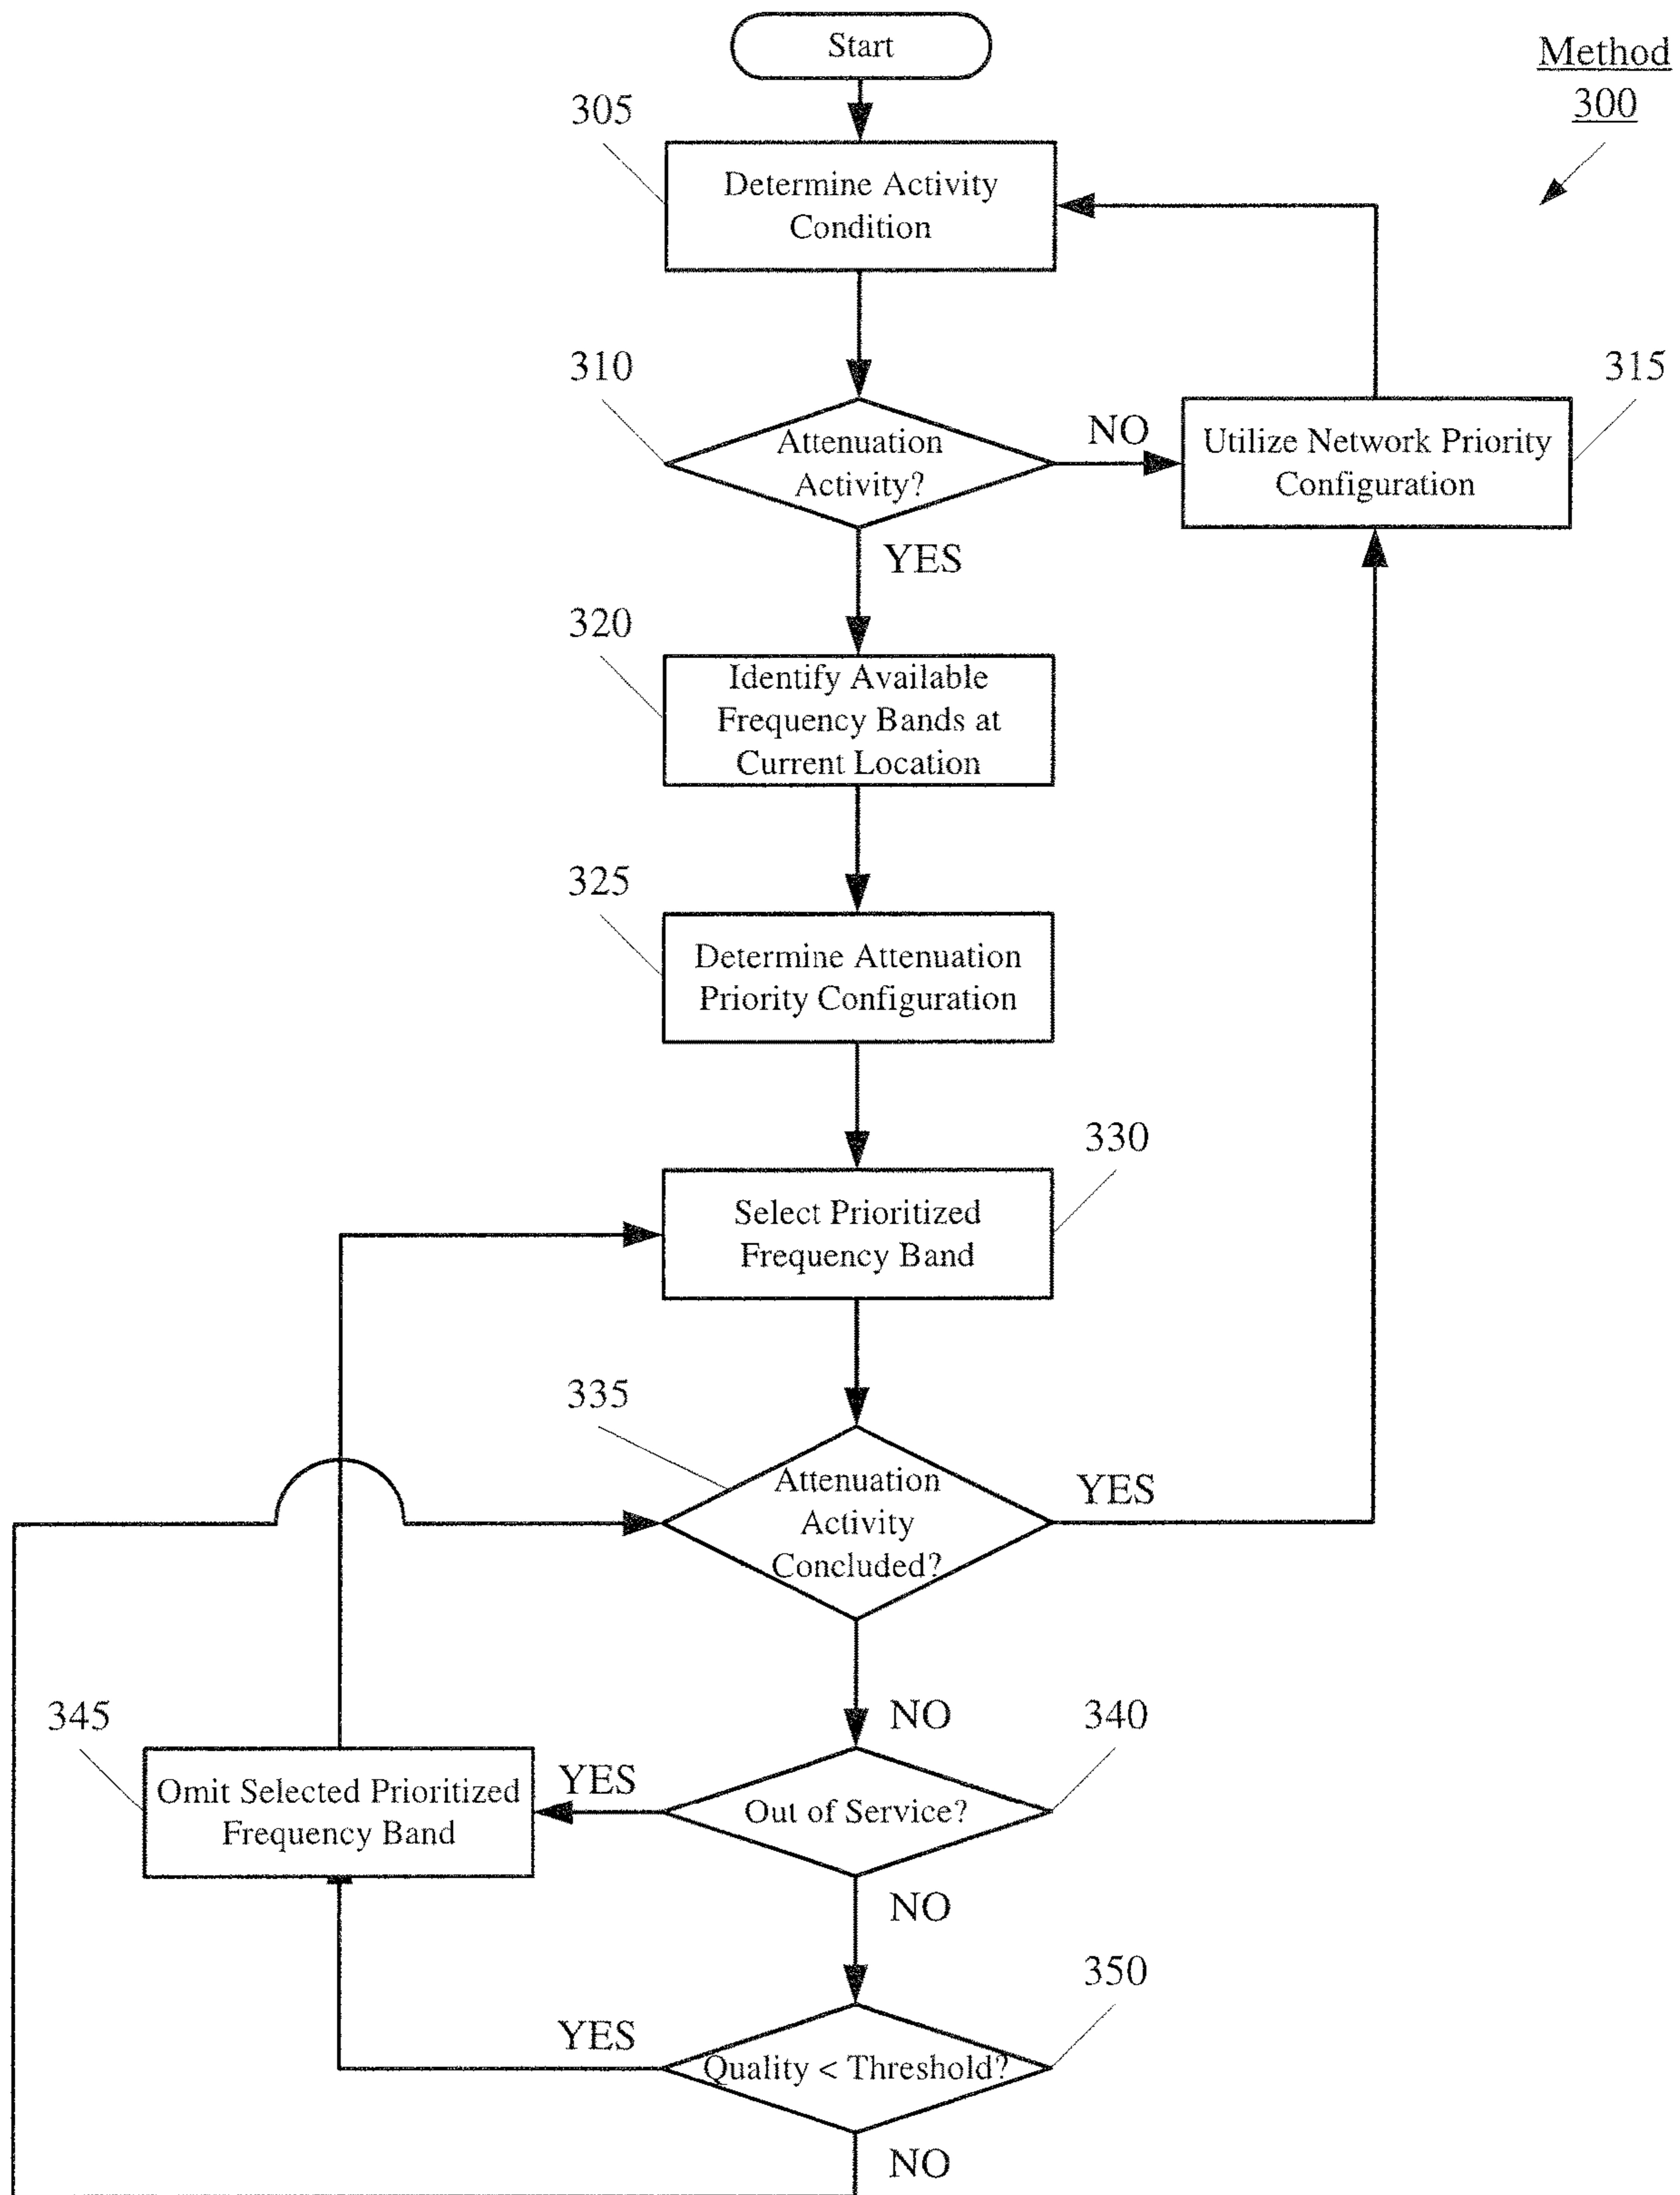 Start
Method
300
305
Determine Activity
Condition
310
Attenuation
Activity?
NO
315
Utilize Network Priority
Configuration
YES
320
Identify Available
Frequency Bands at
Current Location
325
Determine Attenuation
Priority Configuration
330
Select Prioritized
Frequency Band
335
Attenuation
Activity
Concluded?
YES
NO
340
345
Omit Selected Prioritized
Frequency Band
YES
Out of Service?
NO
350
YES
Quality < Threshold?
NO